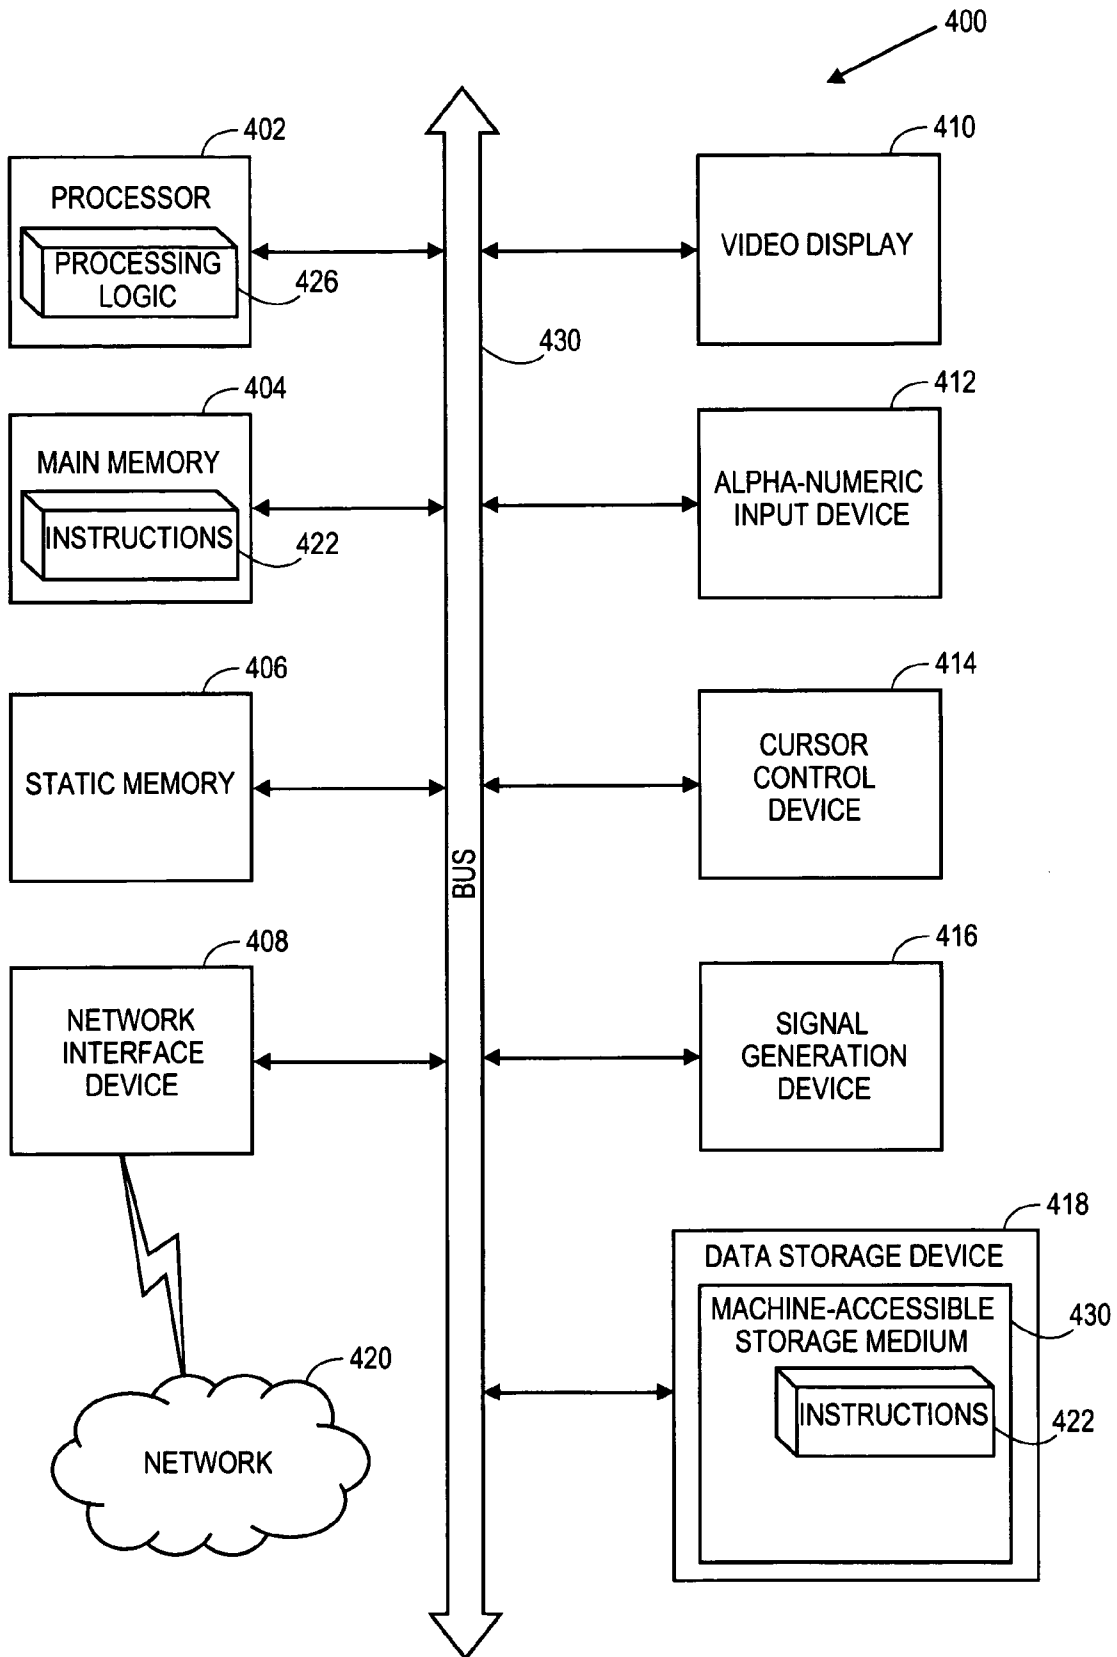 400
402
PROCESSOR
PROCESSING
LOGIC
426
404
MAIN MEMORY
INSTRUCTIONS
422
406
STATIC MEMORY
408
NETWORK
INTERFACE
DEVICE
420
NETWORK
430
BUS
410
VIDEO DISPLAY
412
ALPHA-NUMERIC
INPUT DEVICE
414
CURSOR
CONTROL
DEVICE
416
SIGNAL
GENERATION
DEVICE
418
DATA STORAGE DEVICE
MACHINE-ACCESSIBLE
STORAGE MEDIUM
430
INSTRUCTIONS
422